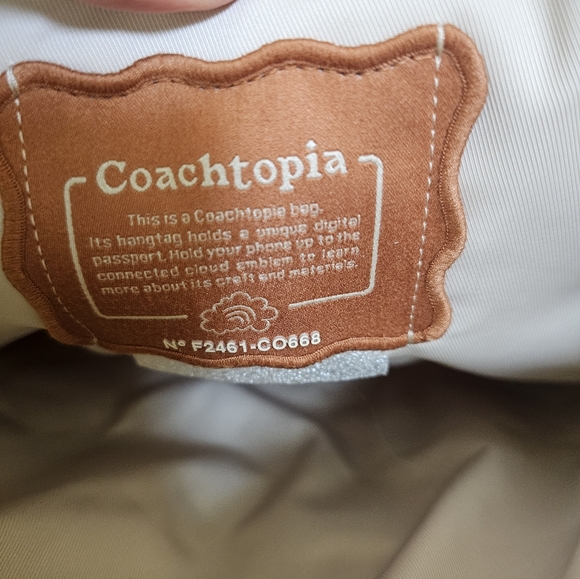 Coachtopia
This is a Coachtopia bag.
Its hangtag holds a unique digital
passport. Hold your phone up to the
connected cloud emblem to learn
more about its craft and materials.
Nº F2461-CO668